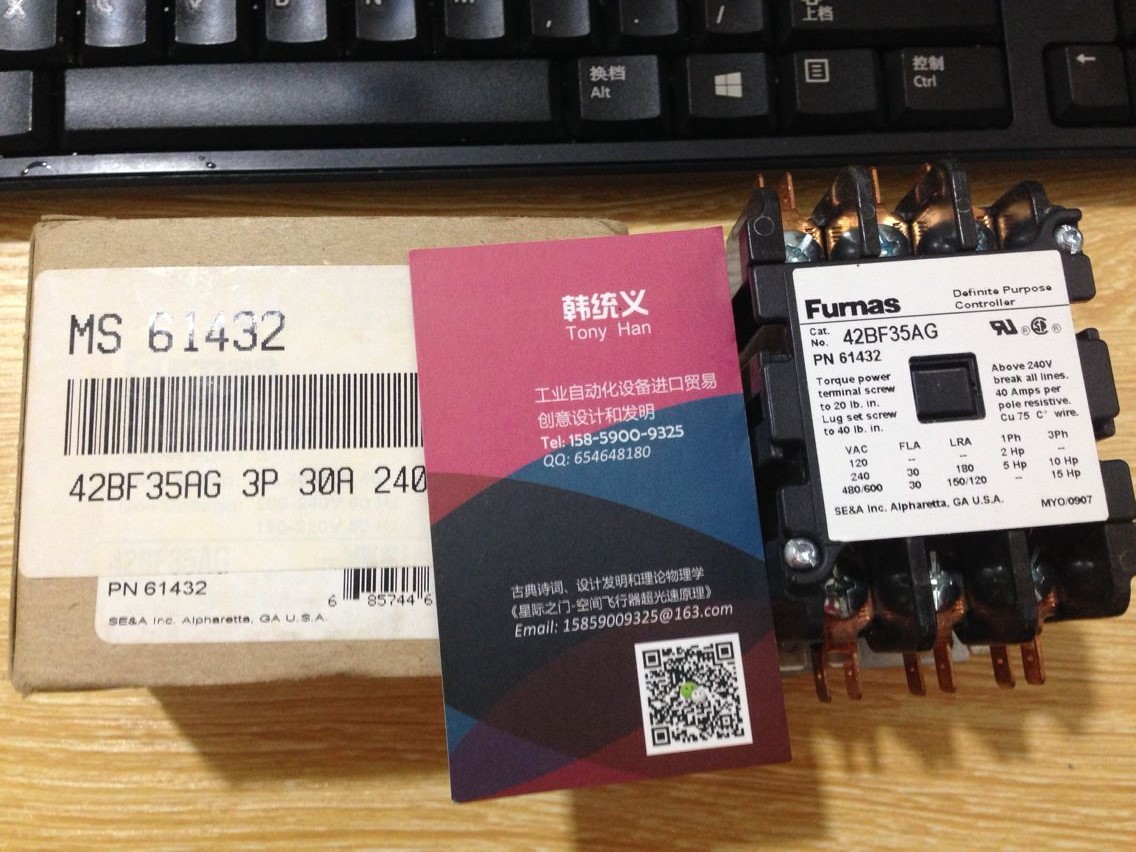 X
C
V
B
N
M
,
.
/
上档
换档
Alt
控制
Ctrl
←
MS 61432
42BF35AG 3P 30A 240
PN 61432
6 85744 6
SE&A Inc. Alpharetta, GA U.S.A.
韩统义
Tony Han
工业自动化设备进口贸易
创意设计和发明
Tel: 158-5900-9325
QQ: 654648180
古典诗词、设计发明和理论物理学
《星际之门-空间飞行器超光速原理》
Email: 15859009325@163.com
Furnas
Definite Purpose
Controller
Cat.
No. 42BF35AG
PN 61432
Torque power
terminal screw
to 20 lb. in.
Lug set screw
to 40 lb. in.
Above 240V
break all lines.
40 Amps per
pole resistive.
Cu 75 C° wire.
VAC FLA LRA 1Ph 3Ph
120 -- -- 2 Hp --
240 30 180 5 Hp 10 Hp
480/600 30 150/120 -- 15 Hp
SE&A Inc. Alpharetta, GA U.S.A.
MYO/0907